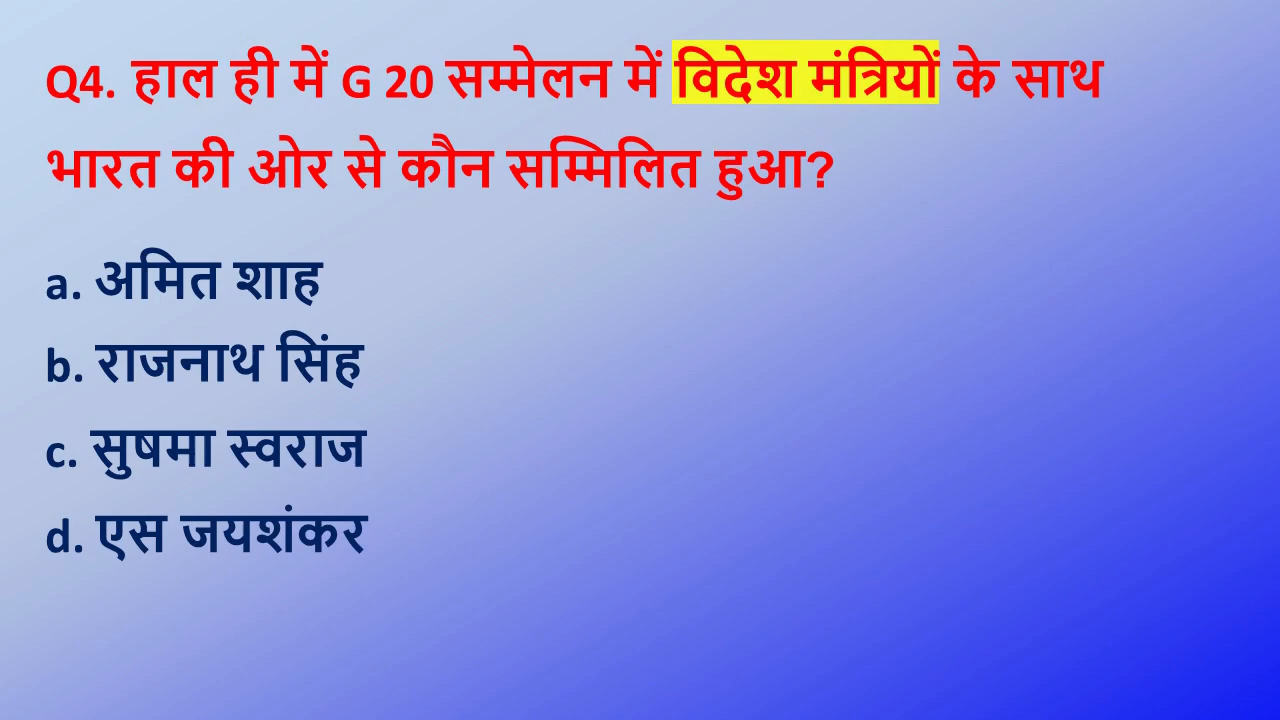 Q4. हाल ही में G 20 सम्मेलन में विदेश मंत्रियों के साथ
भारत की ओर से कौन सम्मिलित हुआ?
a. अमित शाह
b. राजनाथ सिंह
c. सुषमा स्वराज
d. एस जयशंकर